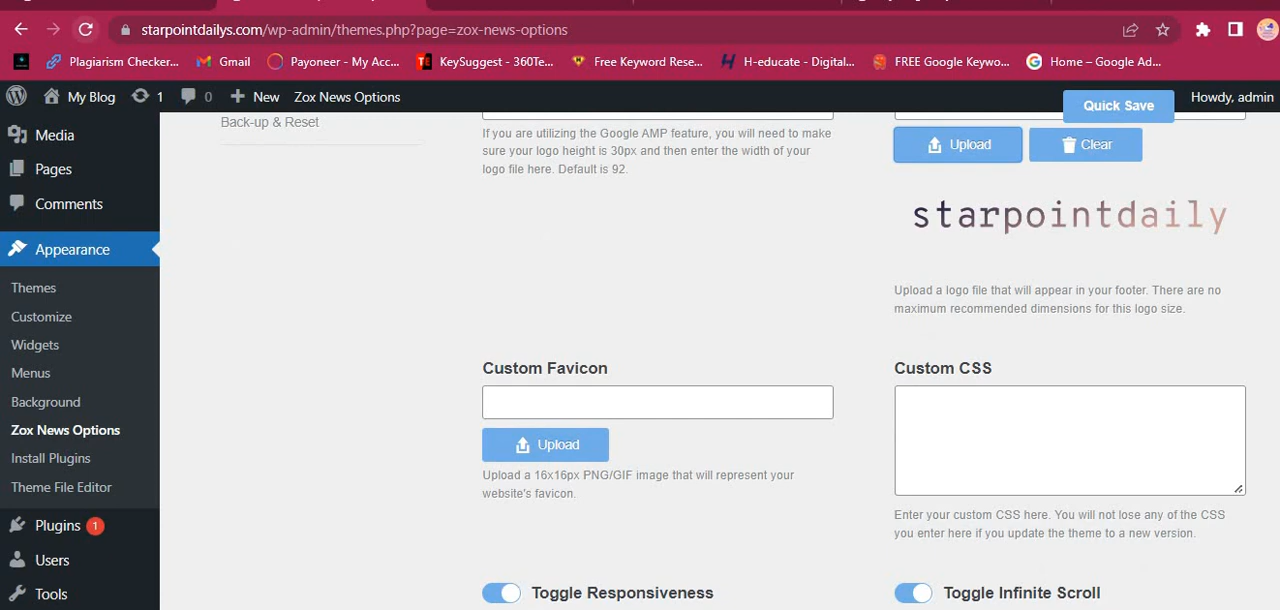 starpointdailys.com/wp-admin/themes.php?page=zox-news-options
Plagiarism Checker...
Gmail
Payoneer - My Acc...
KeySuggest - 360Te...
Free Keyword Rese...
H-educate - Digital...
FREE Google Keywo...
Home – Google Ad...
My Blog
1
0
New
Zox News Options
Quick Save
Howdy, admin
Media
Pages
Comments
Appearance
Themes
Customize
Widgets
Menus
Background
Zox News Options
Install Plugins
Theme File Editor
Plugins 1
Users
Tools
Back-up & Reset
If you are utilizing the Google AMP feature, you will need to make
sure your logo height is 30px and then enter the width of your
logo file here. Default is 92.
Upload
Clear
starpointdaily
Upload a logo file that will appear in your footer. There are no
maximum recommended dimensions for this logo size.
Custom Favicon
Upload
Upload a 16x16px PNG/GIF image that will represent your
website's favicon.
Custom CSS
Enter your custom CSS here. You will not lose any of the CSS
you enter here if you update the theme to a new version.
Toggle Responsiveness
Toggle Infinite Scroll